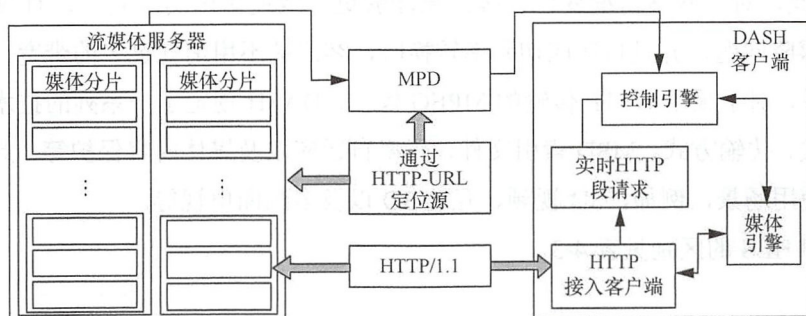 流媒体服务器
媒体分片
媒体分片
⋮
⋮
MPD
通过
HTTP-URL
定位源
HTTP/1.1
DASH
客户端
控制引擎
实时HTTP
段请求
媒体
引擎
HTTP
接入客户端